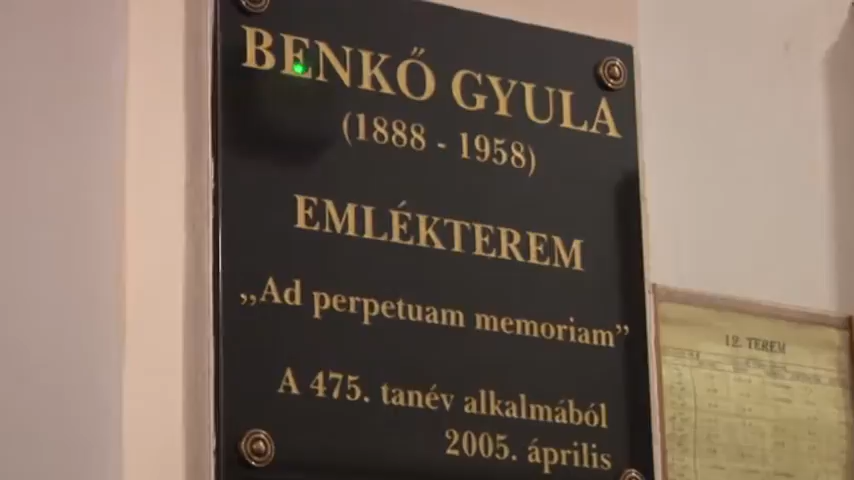 BENKŐ GYULA
(1888 - 1958)
EMLÉKTEREM
„Ad perpetuam memoriam”
A 475. tanév alkalmából
2005. április
12. TEREM